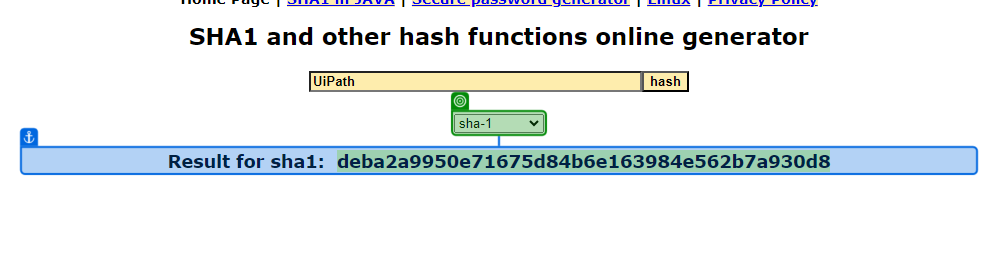 Home Page | SHA1 in JAVA | Secure password generator | Linux | Privacy Policy
SHA1 and other hash functions online generator
UiPath hash
sha-1
Result for sha1: deba2a9950e71675d84b6e163984e562b7a930d8